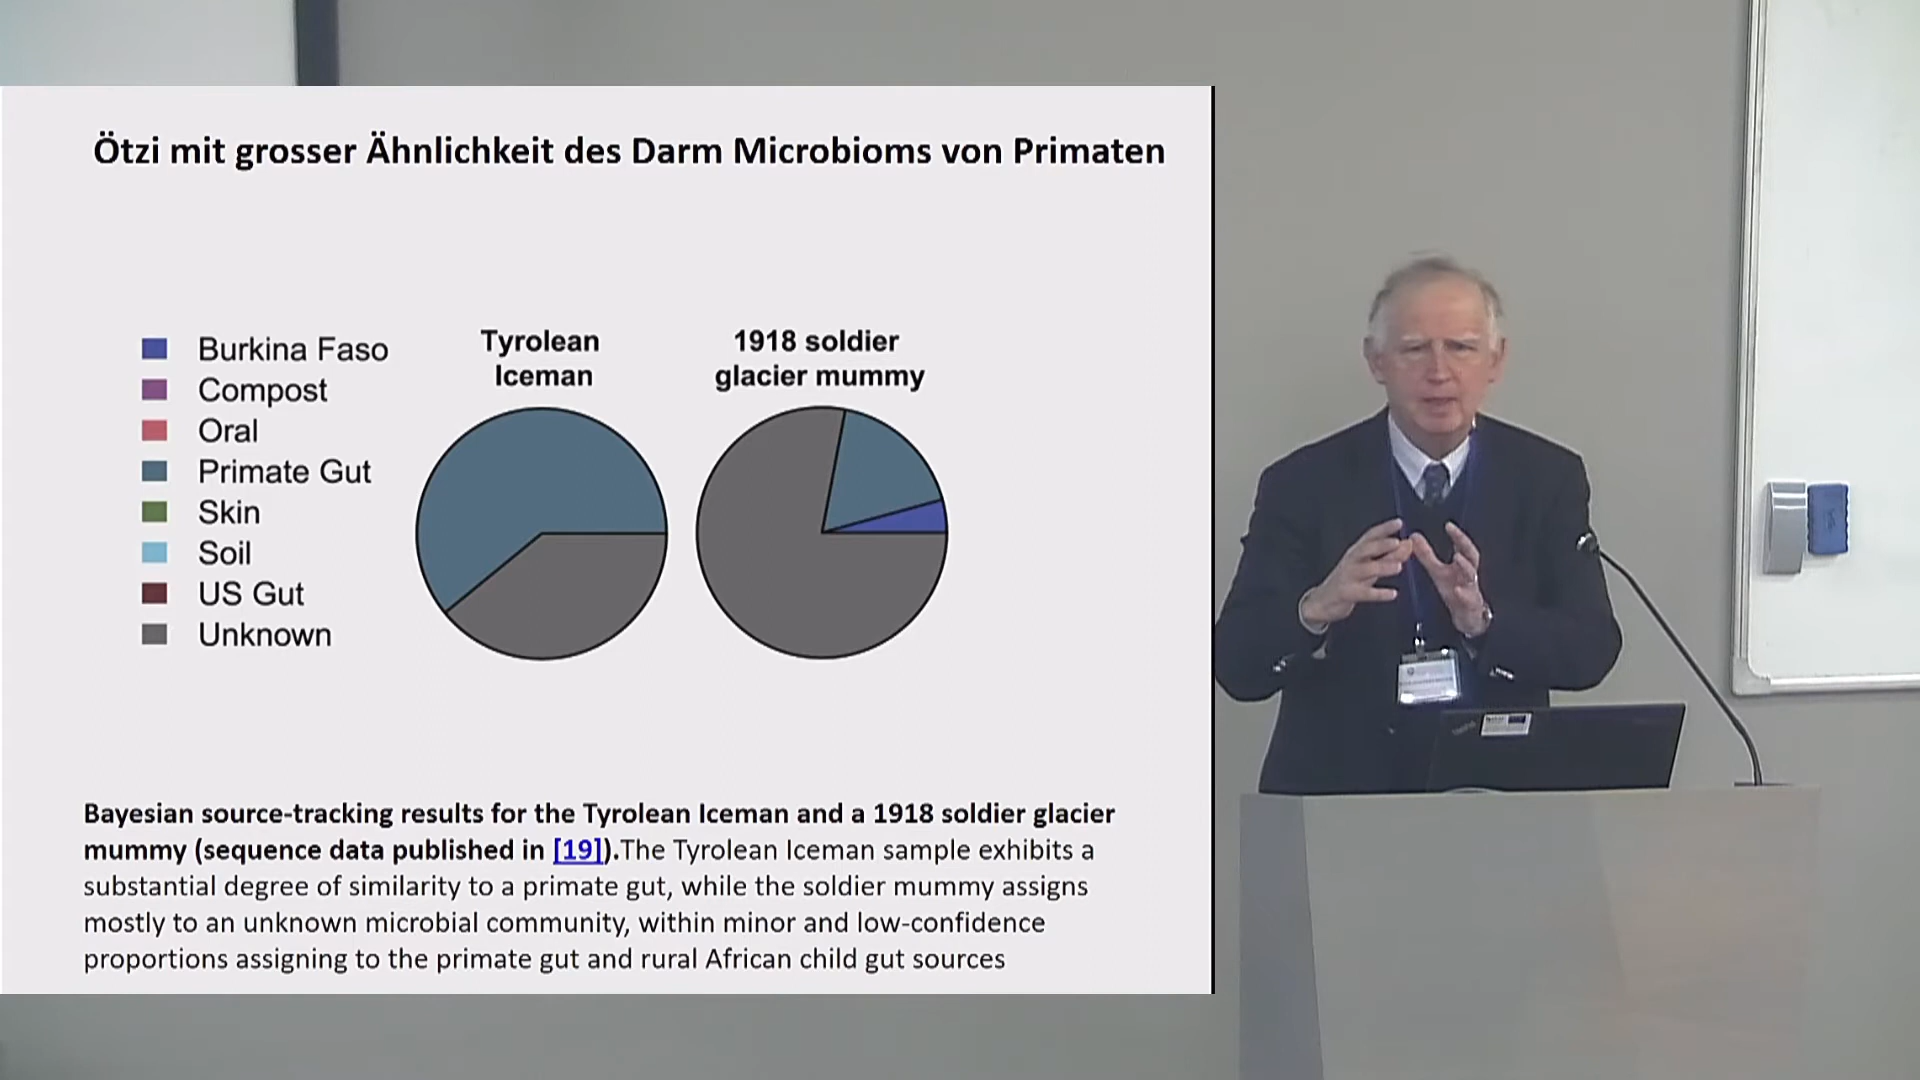 Ötzi mit grosser Ähnlichkeit des Darm Microbioms von Primaten
Burkina Faso
Compost
Oral
Primate Gut
Skin
Soil
US Gut
Unknown
Tyrolean
Iceman
1918 soldier
glacier mummy
Bayesian source-tracking results for the Tyrolean Iceman and a 1918 soldier glacier
mummy (sequence data published in [19]).The Tyrolean Iceman sample exhibits a
substantial degree of similarity to a primate gut, while the soldier mummy assigns
mostly to an unknown microbial community, within minor and low-confidence
proportions assigning to the primate gut and rural African child gut sources